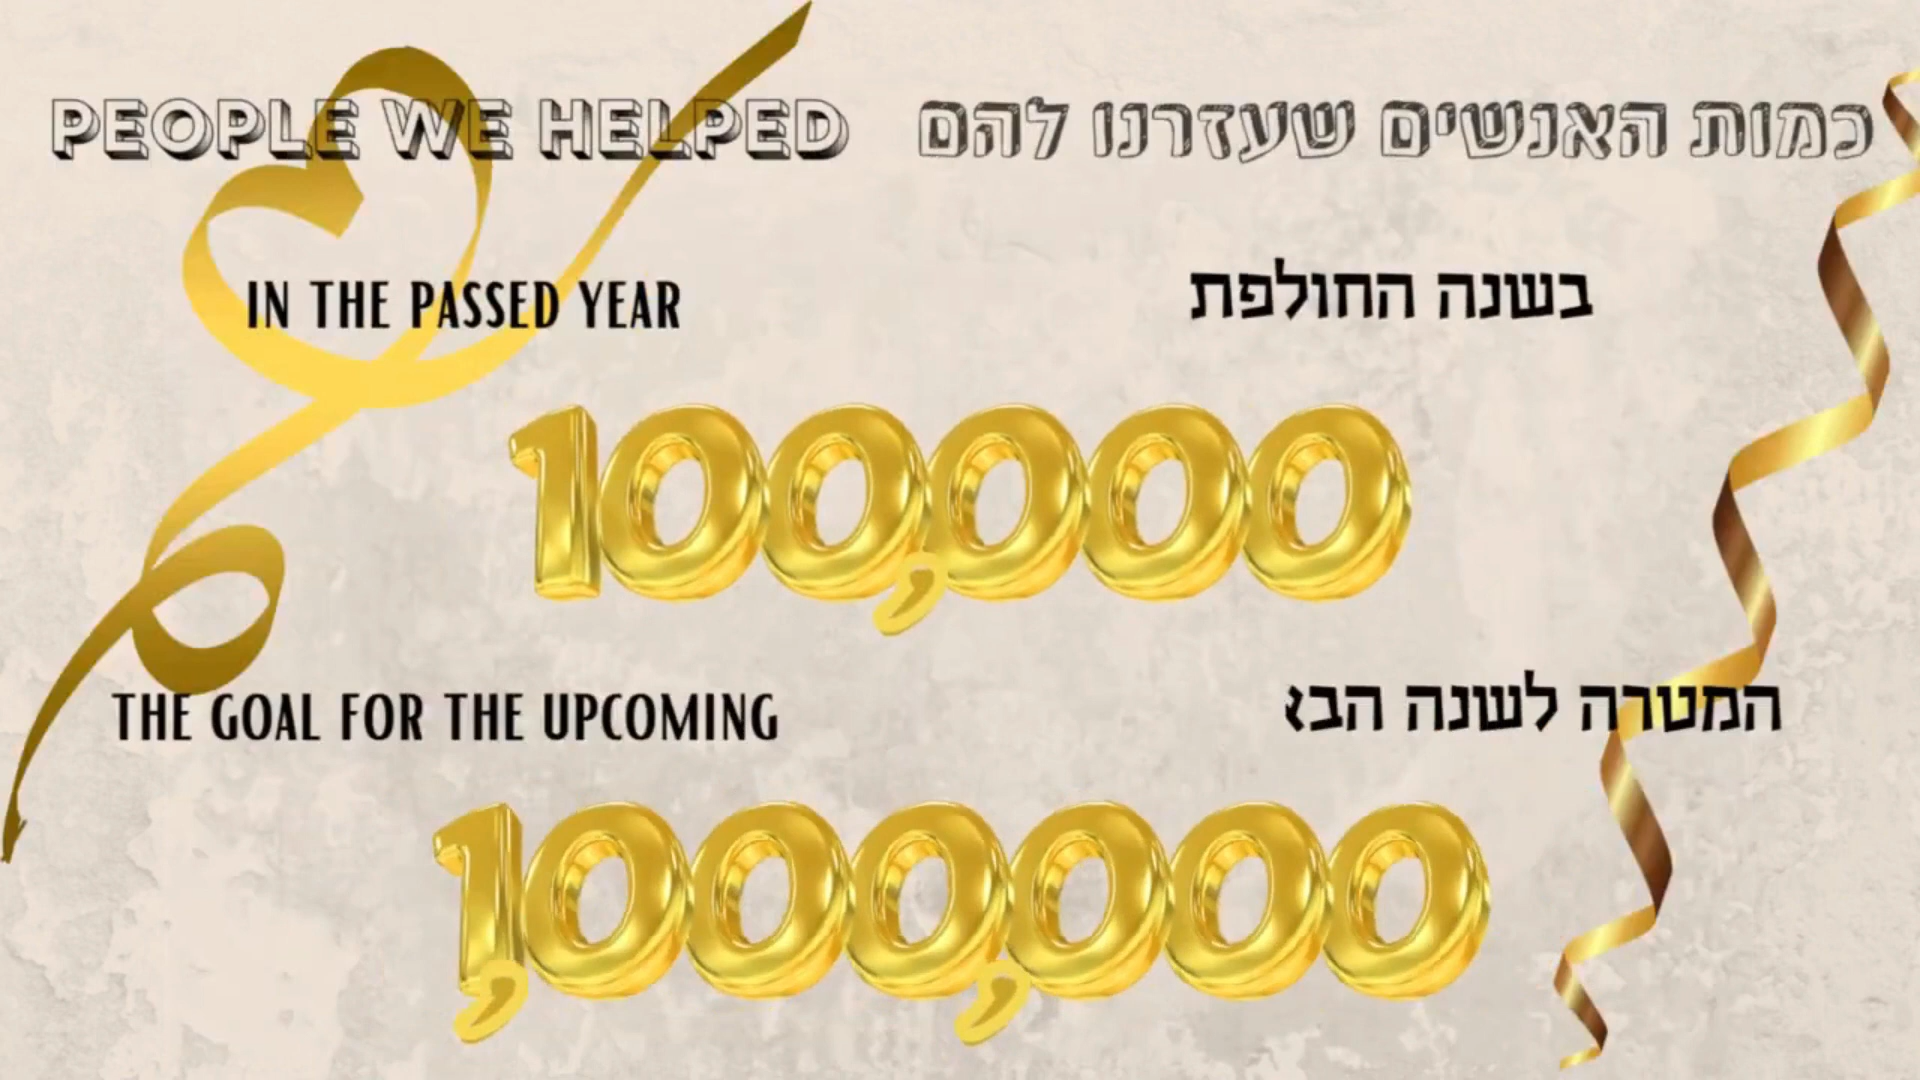 PEOPLE WE HELPED
כמות האנשים שעזרנו להם
IN THE PASSED YEAR
בשנה החולפת
100,000
THE GOAL FOR THE UPCOMING
המטרה לשנה
1,000,000